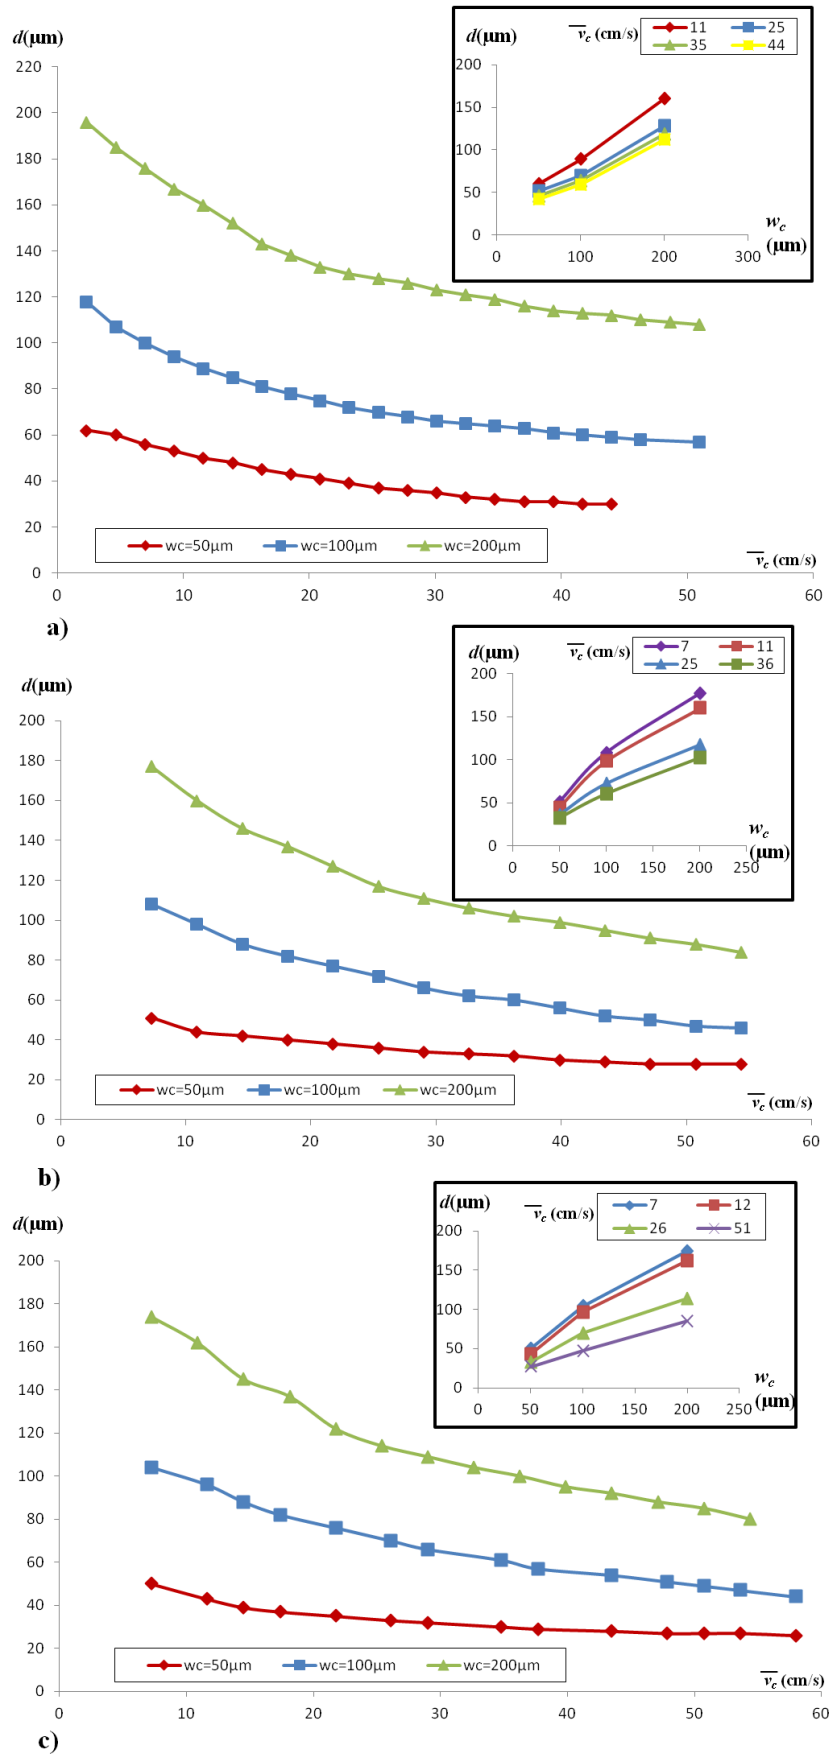 d(µm)
220
200
180
160
140
120
100
80
60
40
20
0
0 10 20 30 40 50 60
v̅c (cm/s)
wc=50µm wc=100µm wc=200µm
d(µm)
v̅c (cm/s)
11 25
35 44
200
150
100
50
0
0 100 200 300
wc
(µm)
a)
d(µm)
200
180
160
140
120
100
80
60
40
20
0
0 10 20 30 40 50 60
v̅c (cm/s)
wc=50µm wc=100µm wc=200µm
d(µm)
v̅c (cm/s)
7 11
25 36
200
150
100
50
0
0 50 100 150 200 250
wc
(µm)
b)
d(µm)
200
180
160
140
120
100
80
60
40
20
0
0 10 20 30 40 50 60
v̅c (cm/s)
wc=50µm wc=100µm wc=200µm
d(µm)
v̅c (cm/s)
7 12
26 51
200
150
100
50
0
0 50 100 150 200 250
wc
(µm)
c)